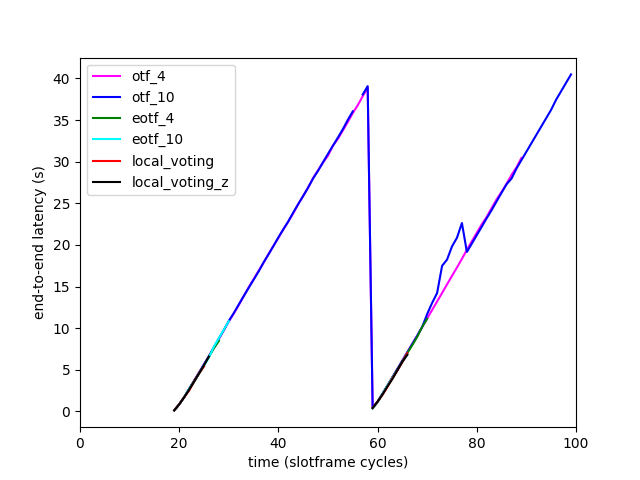 otf_4
otf_10
eotf_4
eotf_10
local_voting
local_voting_z
40
35
30
25
20
15
10
5
0
end-to-end latency (s)
0 20 40 60 80 100
time (slotframe cycles)